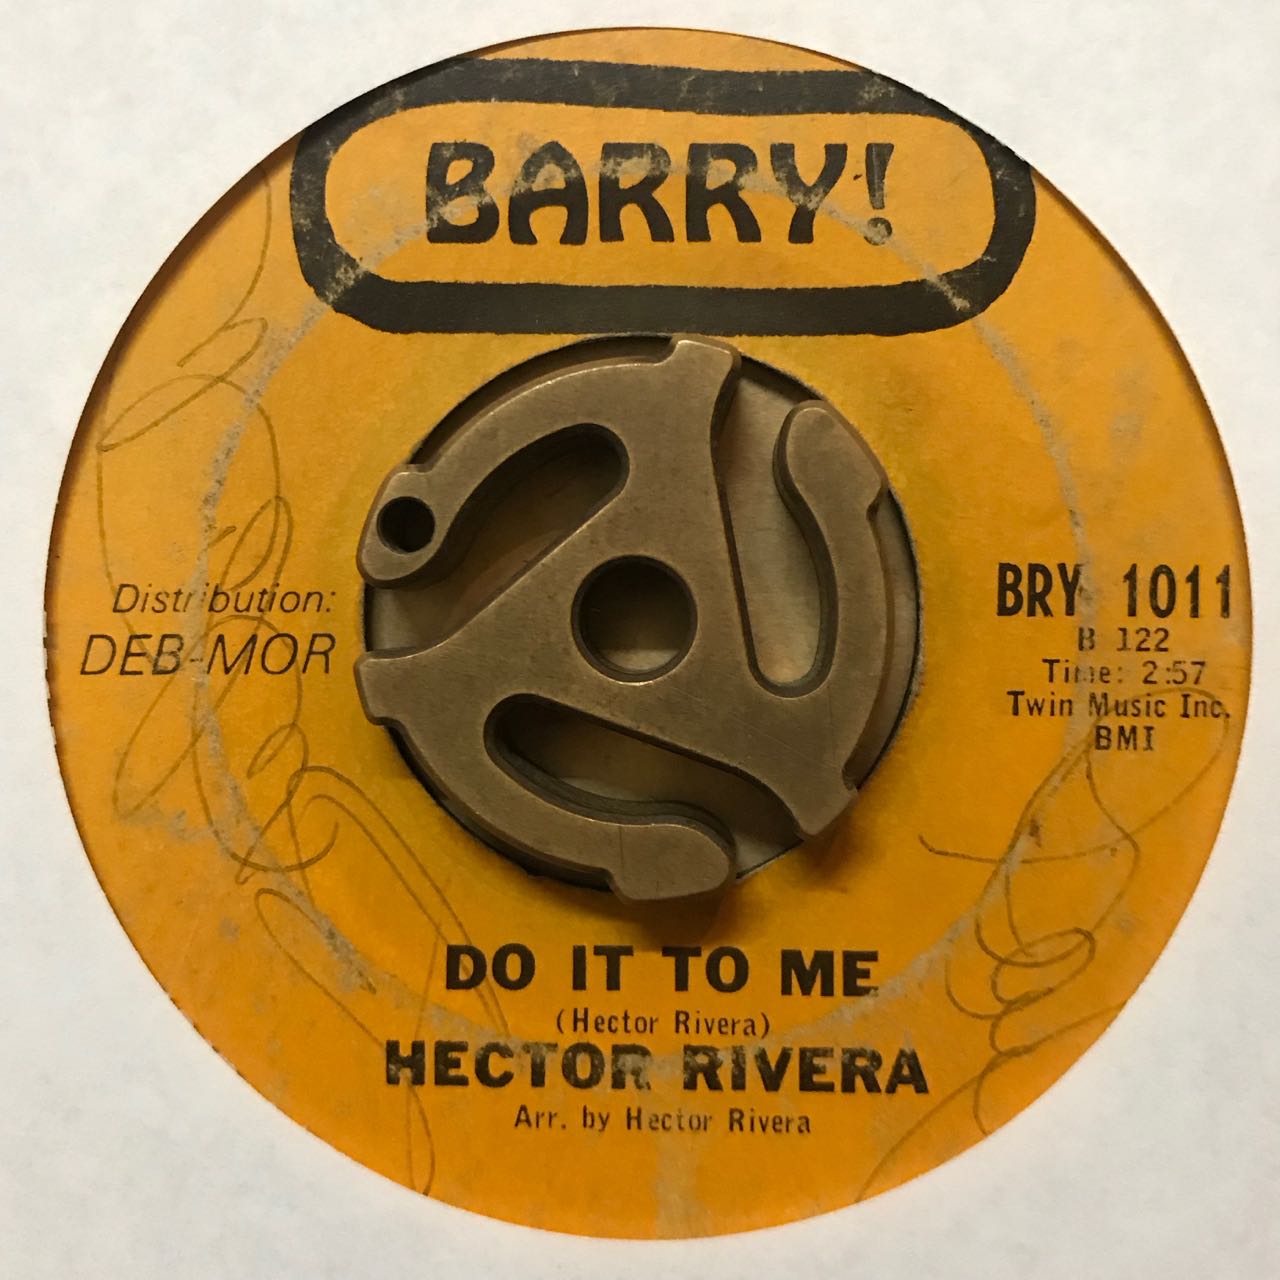 BARRY!
Distribution:
DEB-MOR
BRY 1011
B 122
Time: 2:57
Twin Music Inc.
BMI
DO IT TO ME
(Hector Rivera)
HECTOR RIVERA
Arr. by Hector Rivera